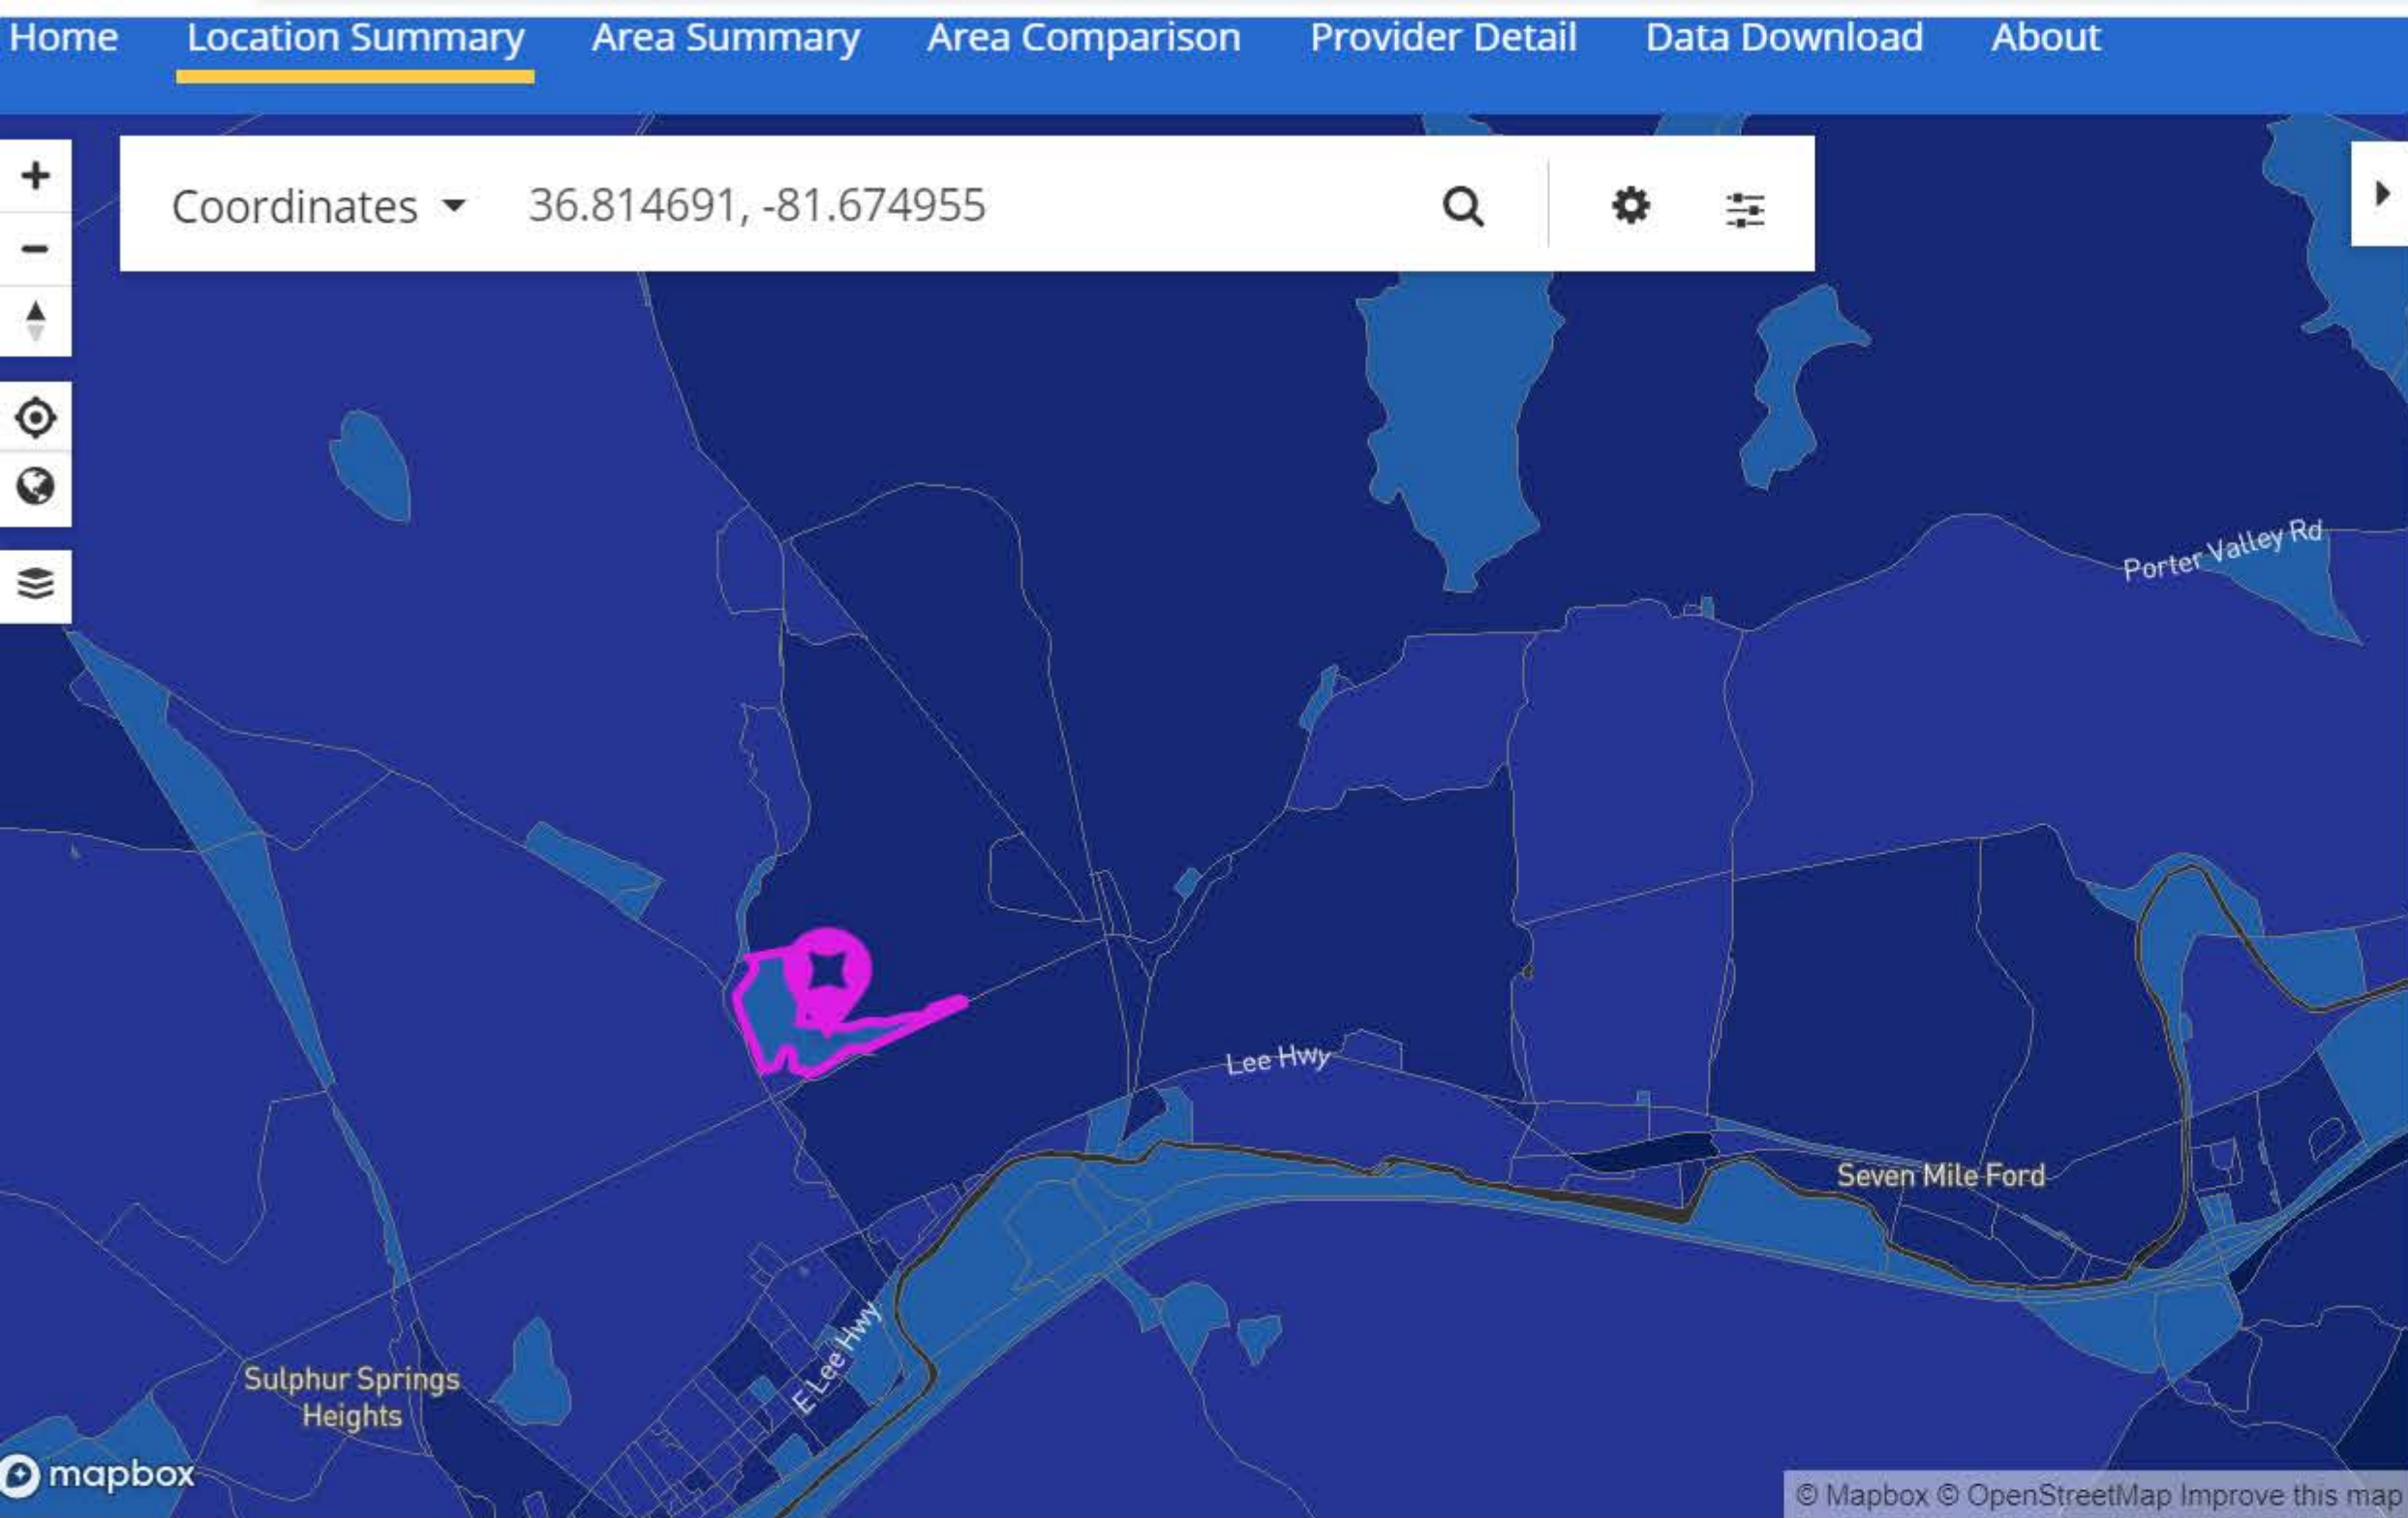 Home Location Summary Area Summary Area Comparison Provider Detail Data Download About
Coordinates 36.814691, -81.674955
Porter Valley Rd
Lee Hwy
Seven Mile Ford
E Lee Hwy
Sulphur Springs
Heights
mapbox
© Mapbox © OpenStreetMap Improve this map